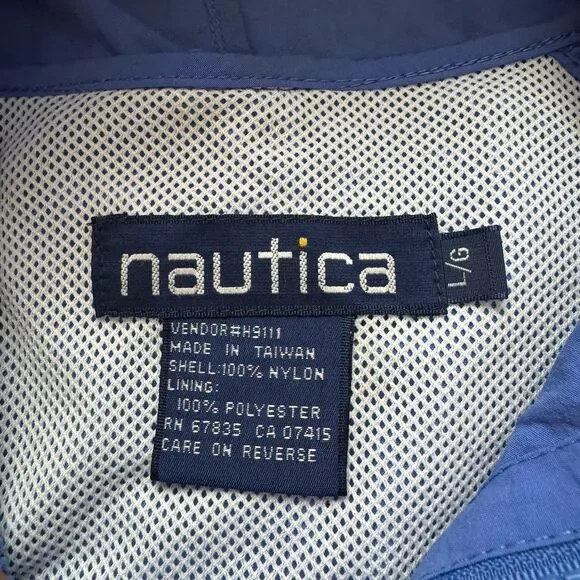 nautica
L/G
VENDOR#H9111
MADE IN TAIWAN
SHELL:100% NYLON
LINING:
100% POLYESTER
RN 67835 CA 07415
CARE ON REVERSE